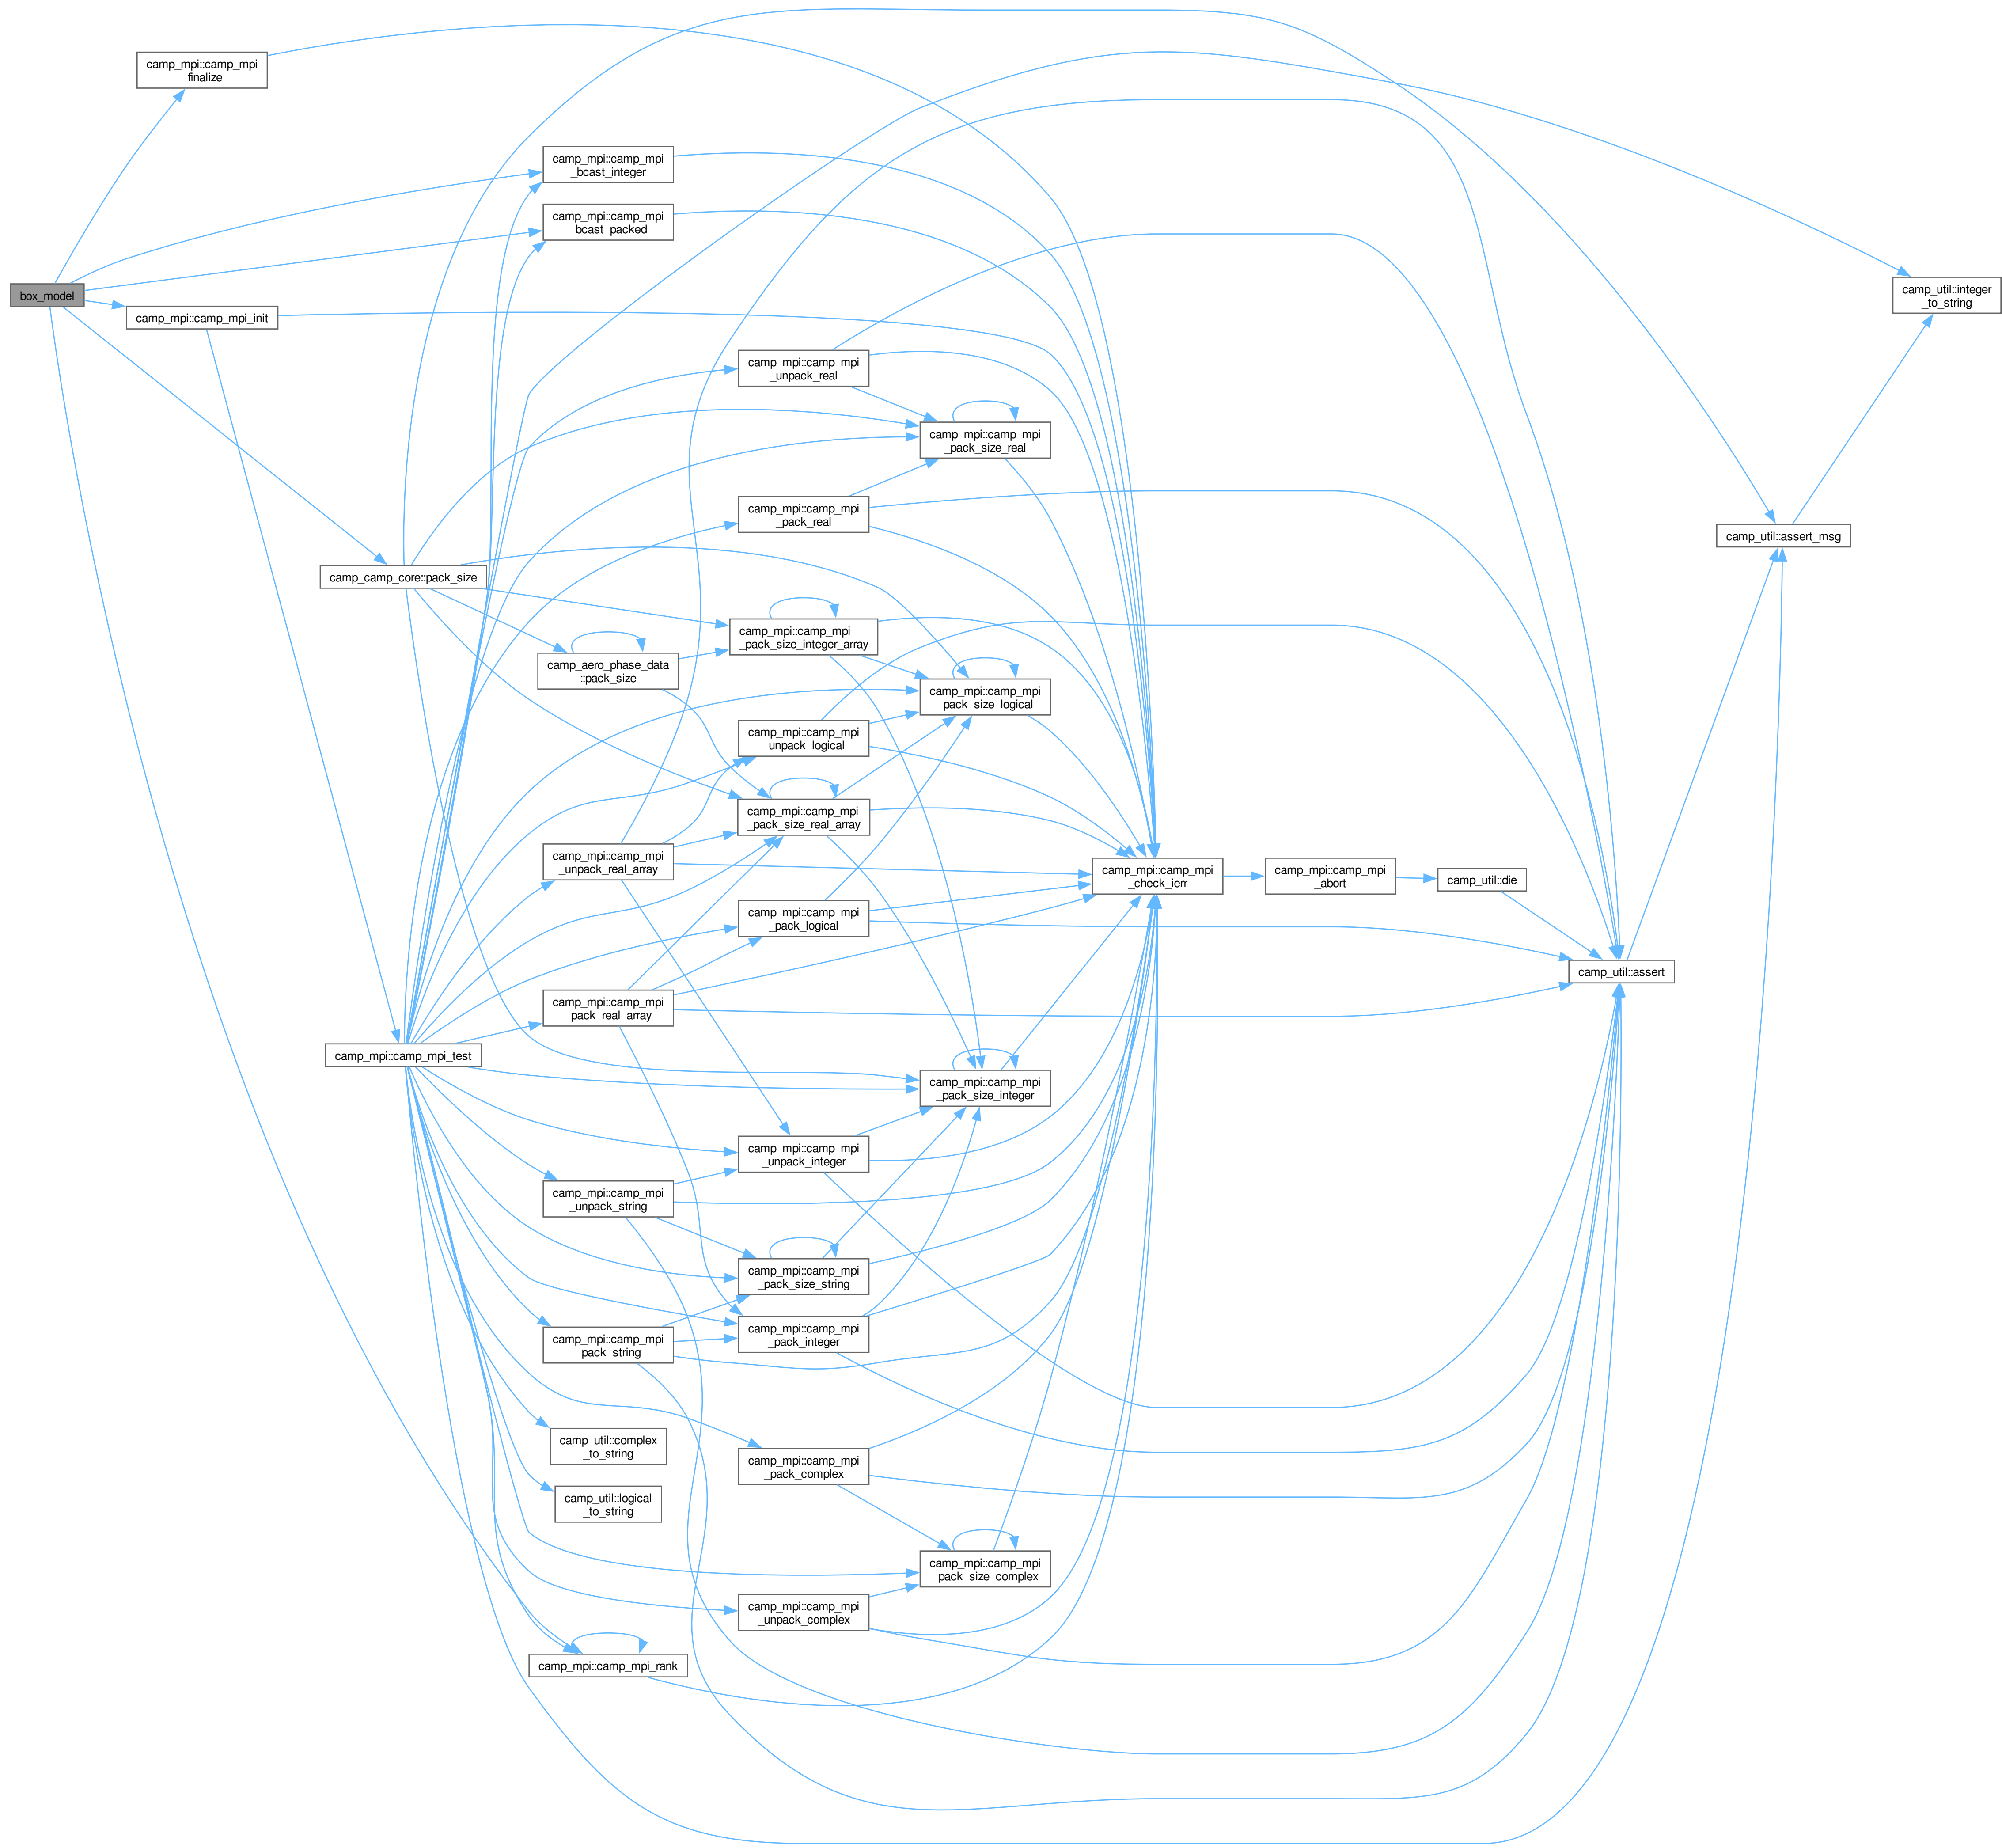 camp_mpi::camp_mpi
_finalize
box_model
camp_mpi::camp_mpi_init
camp_camp_core::pack_size
camp_mpi::camp_mpi_test
camp_mpi::camp_mpi
_bcast_integer
camp_mpi::camp_mpi
_bcast_packed
camp_aero_phase_data
::pack_size
camp_mpi::camp_mpi
_unpack_real_array
camp_mpi::camp_mpi
_pack_real_array
camp_mpi::camp_mpi
_unpack_string
camp_mpi::camp_mpi
_pack_string
camp_util::complex
_to_string
camp_util::logical
_to_string
camp_mpi::camp_mpi_rank
camp_mpi::camp_mpi
_unpack_real
camp_mpi::camp_mpi
_pack_real
camp_mpi::camp_mpi
_pack_size_integer_array
camp_mpi::camp_mpi
_unpack_logical
camp_mpi::camp_mpi
_pack_size_real_array
camp_mpi::camp_mpi
_pack_logical
camp_mpi::camp_mpi
_unpack_integer
camp_mpi::camp_mpi
_pack_size_string
camp_mpi::camp_mpi
_pack_integer
camp_mpi::camp_mpi
_pack_complex
camp_mpi::camp_mpi
_unpack_complex
camp_mpi::camp_mpi
_pack_size_real
camp_mpi::camp_mpi
_pack_size_logical
camp_mpi::camp_mpi
_pack_size_integer
camp_mpi::camp_mpi
_pack_size_complex
camp_mpi::camp_mpi
_check_ierr
camp_mpi::camp_mpi
_abort
camp_util::die
camp_util::assert
camp_util::assert_msg
camp_util::integer
_to_string